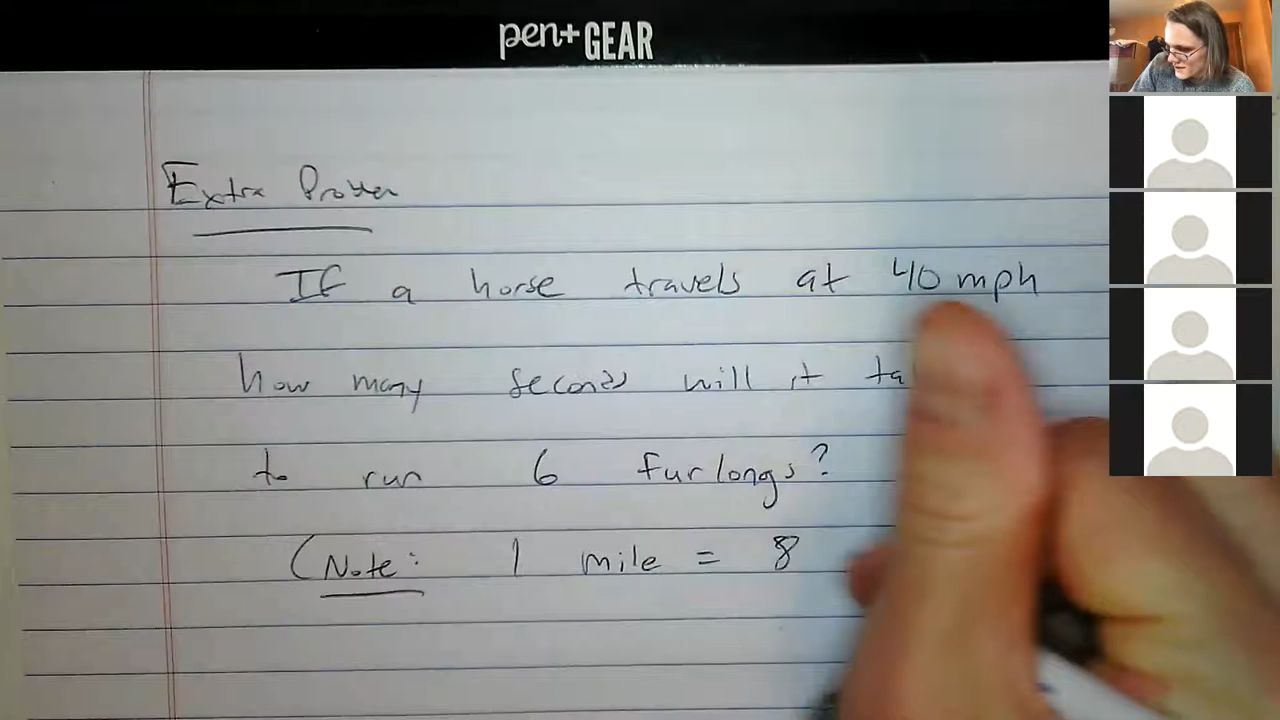 pen+GEAR
Extra Problem
If a horse travels at 40 mph
how many seconds will it ta
to run 6 furlongs?
(Note: 1 mile = 8